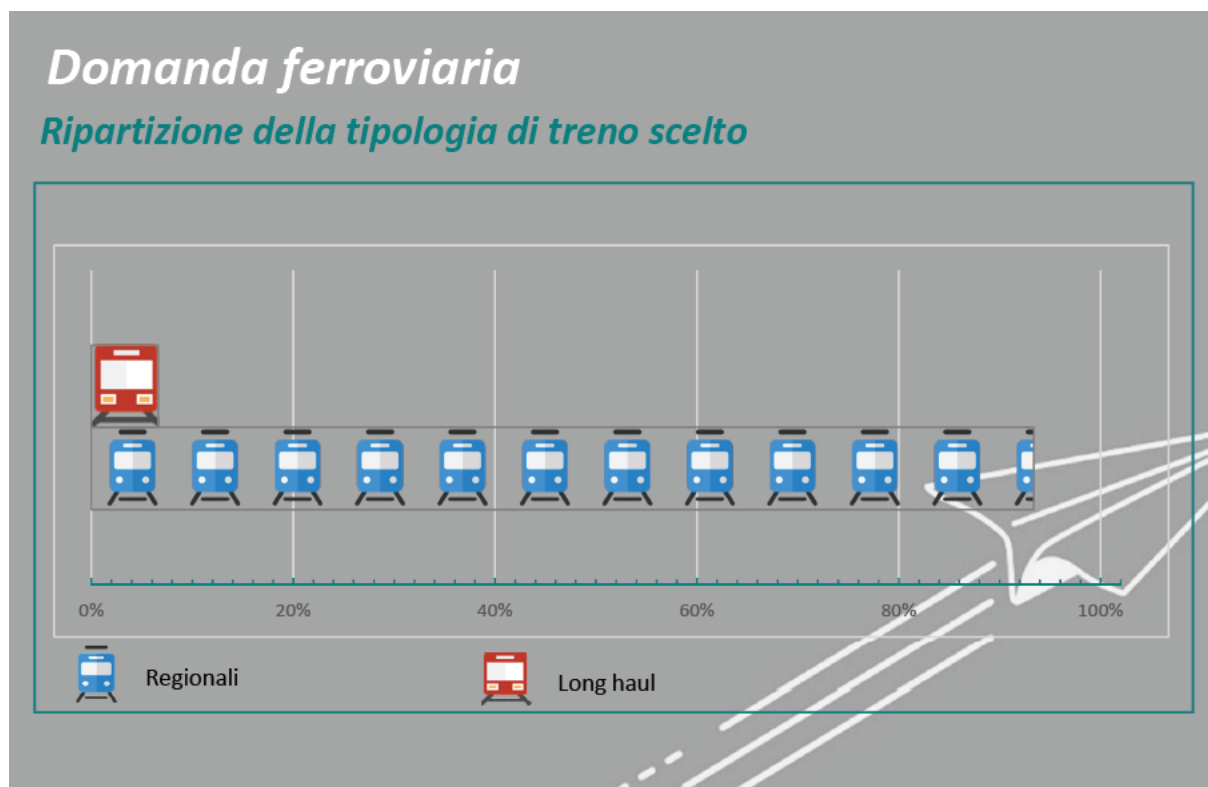 Domanda ferroviaria
Ripartizione della tipologia di treno scelto
0% 20% 40% 60% 80% 100%
Regionali Long haul